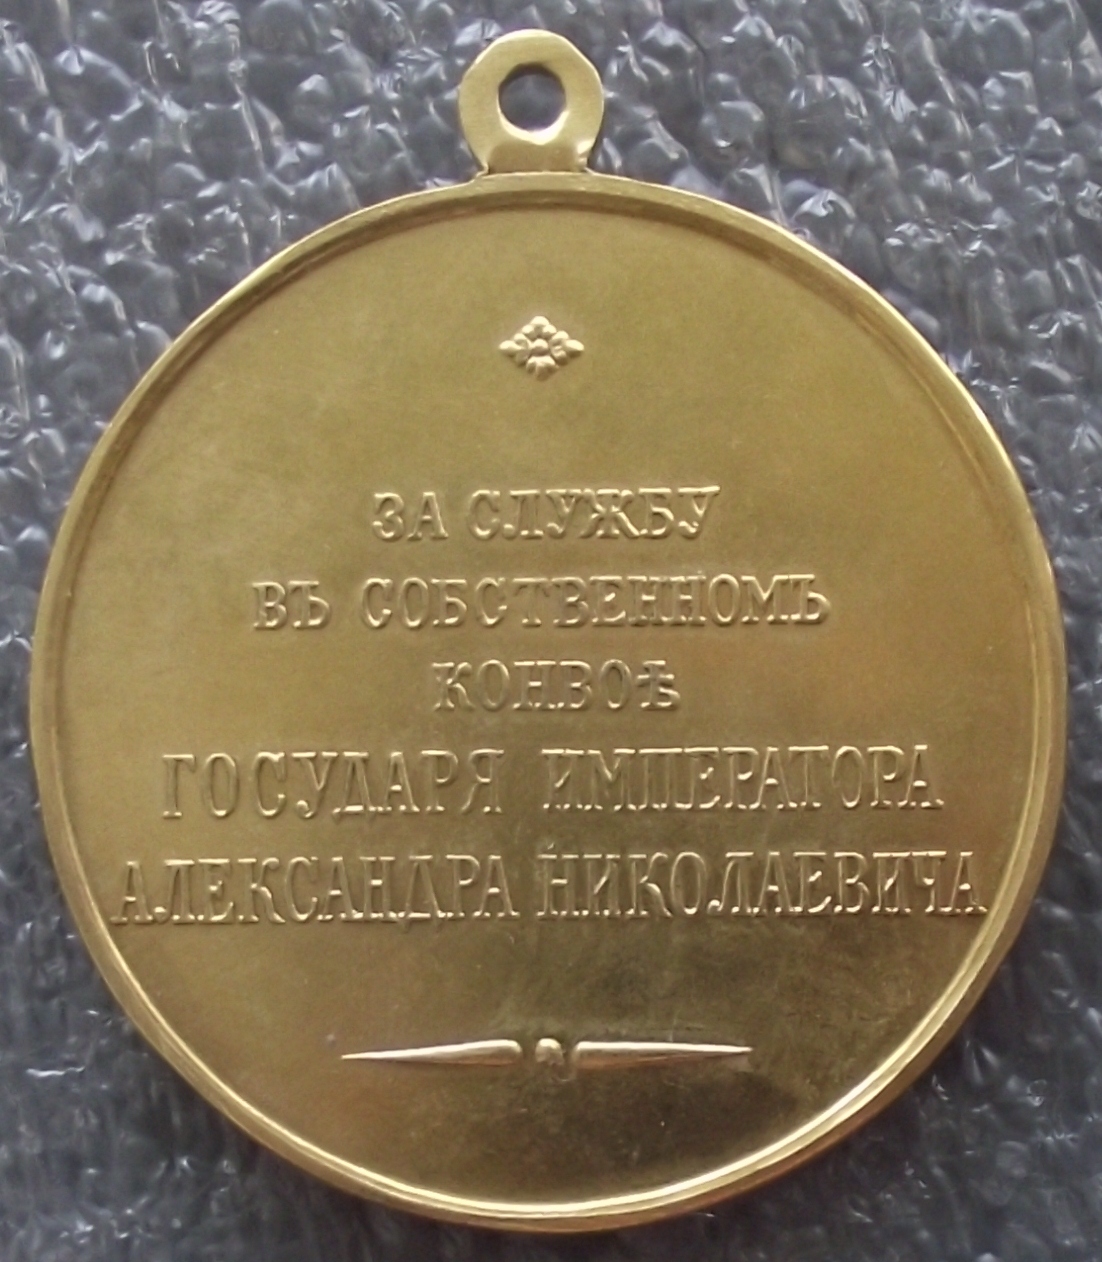 ЗА СЛУЖБУ
ВЪ СОБСТВЕННОМЪ
КОНВОѢ
ГОСУДАРЯ ИМПЕРАТОРА
АЛЕКСАНДРА НИКОЛАЕВИЧА